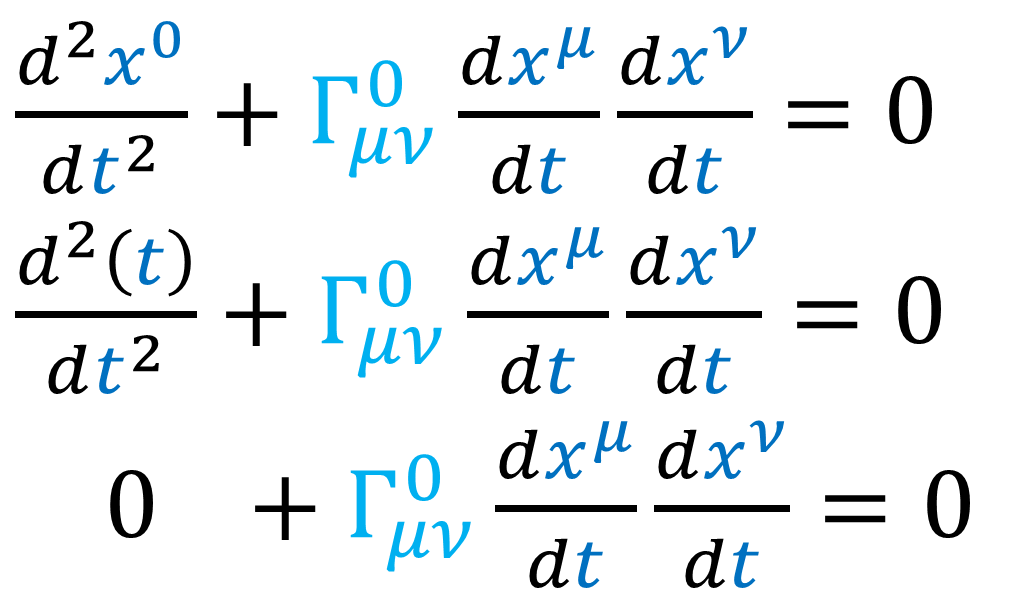 d²x⁰/dt² + Γ⁰_μν dx^μ/dt dx^ν/dt = 0
d²(t)/dt² + Γ⁰_μν dx^μ/dt dx^ν/dt = 0
0 + Γ⁰_μν dx^μ/dt dx^ν/dt = 0